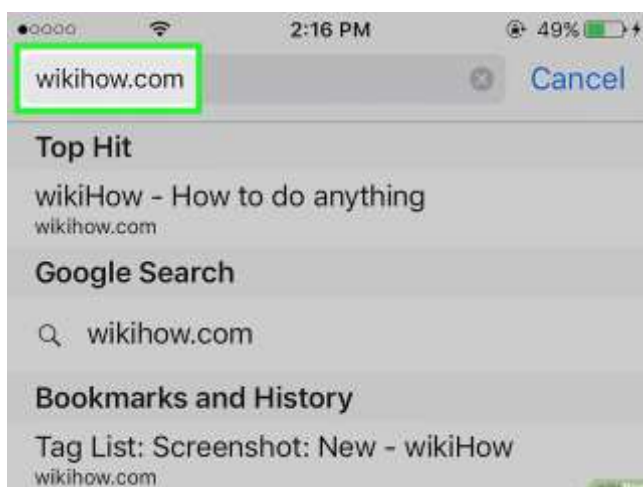 2:16 PM 49%
wikihow.com Cancel
Top Hit
wikiHow - How to do anything
wikihow.com
Google Search
wikihow.com
Bookmarks and History
Tag List: Screenshot: New - wikiHow
wikihow.com